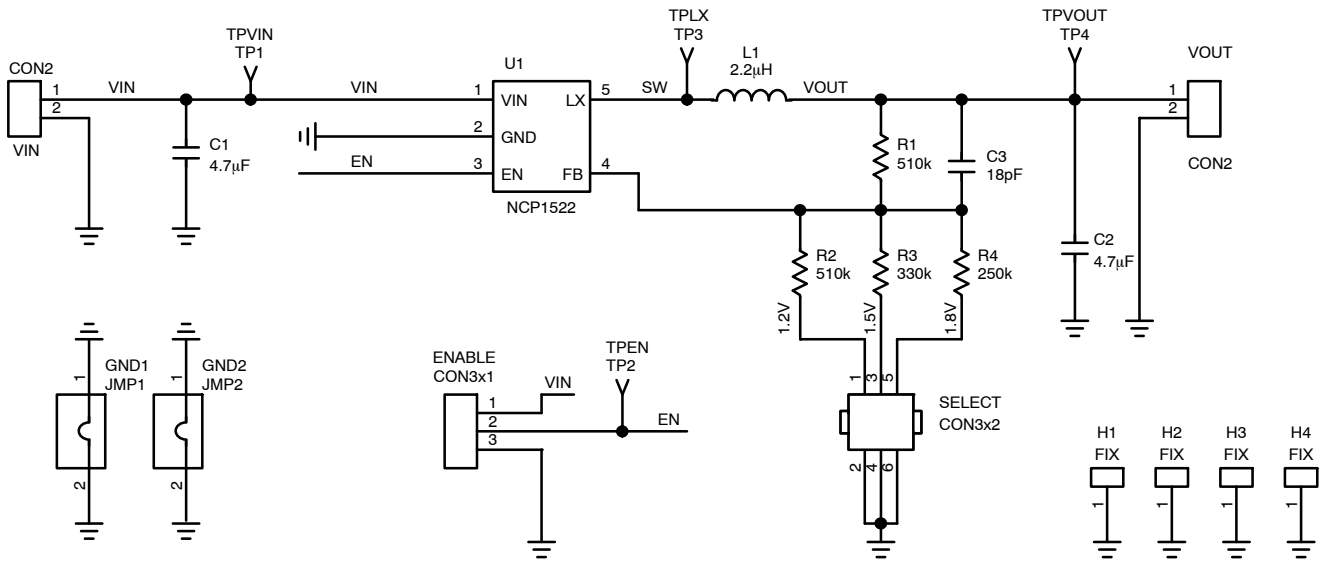 TPVIN
TP1
TPLX
TP3
TPVOUT
TP4
CON2
1
2
VIN
VIN
VIN
C1
4.7μF
U1
1
VIN
LX
5
2
GND
EN
3
EN
FB
4
NCP1522
SW
L1
2.2μH
VOUT
R1
510k
C3
18pF
VOUT
1
2
CON2
R2
510k
R3
330k
R4
250k
C2
4.7μF
1.2V
1.5V
1.8V
GND1
JMP1
1
2
GND2
JMP2
1
2
ENABLE
CON3x1
1
2
3
VIN
TPEN
TP2
EN
1
3
5
SELECT
CON3x2
2
4
6
H1
FIX
1
H2
FIX
1
H3
FIX
1
H4
FIX
1